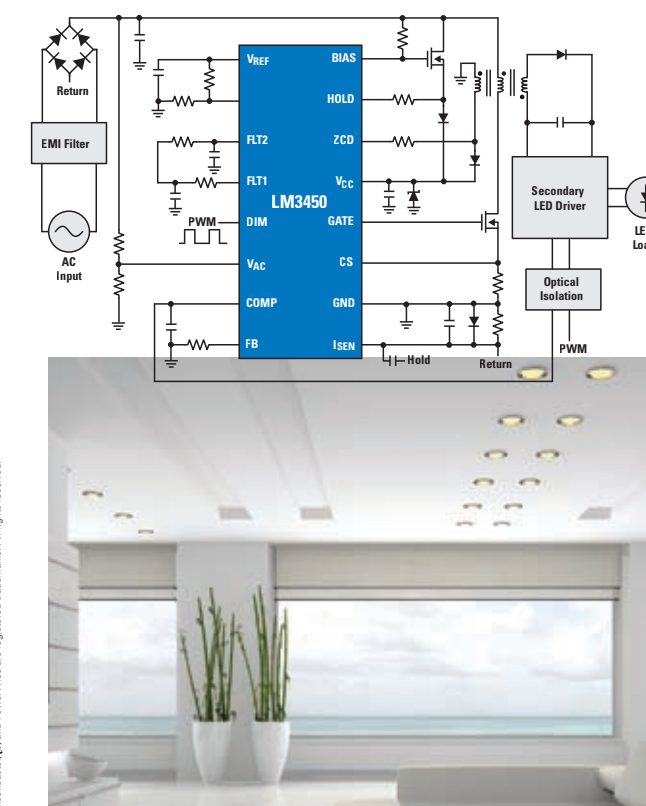 Return
EMI Filter
AC
Input
VREF
FLT2
FLT1
PWM
DIM
VAC
COMP
FB
LM3450
BIAS
HOLD
ZCD
VCC
GATE
CS
GND
ISEN
Hold
Return
Secondary
LED Driver
Optical
Isolation
PWM